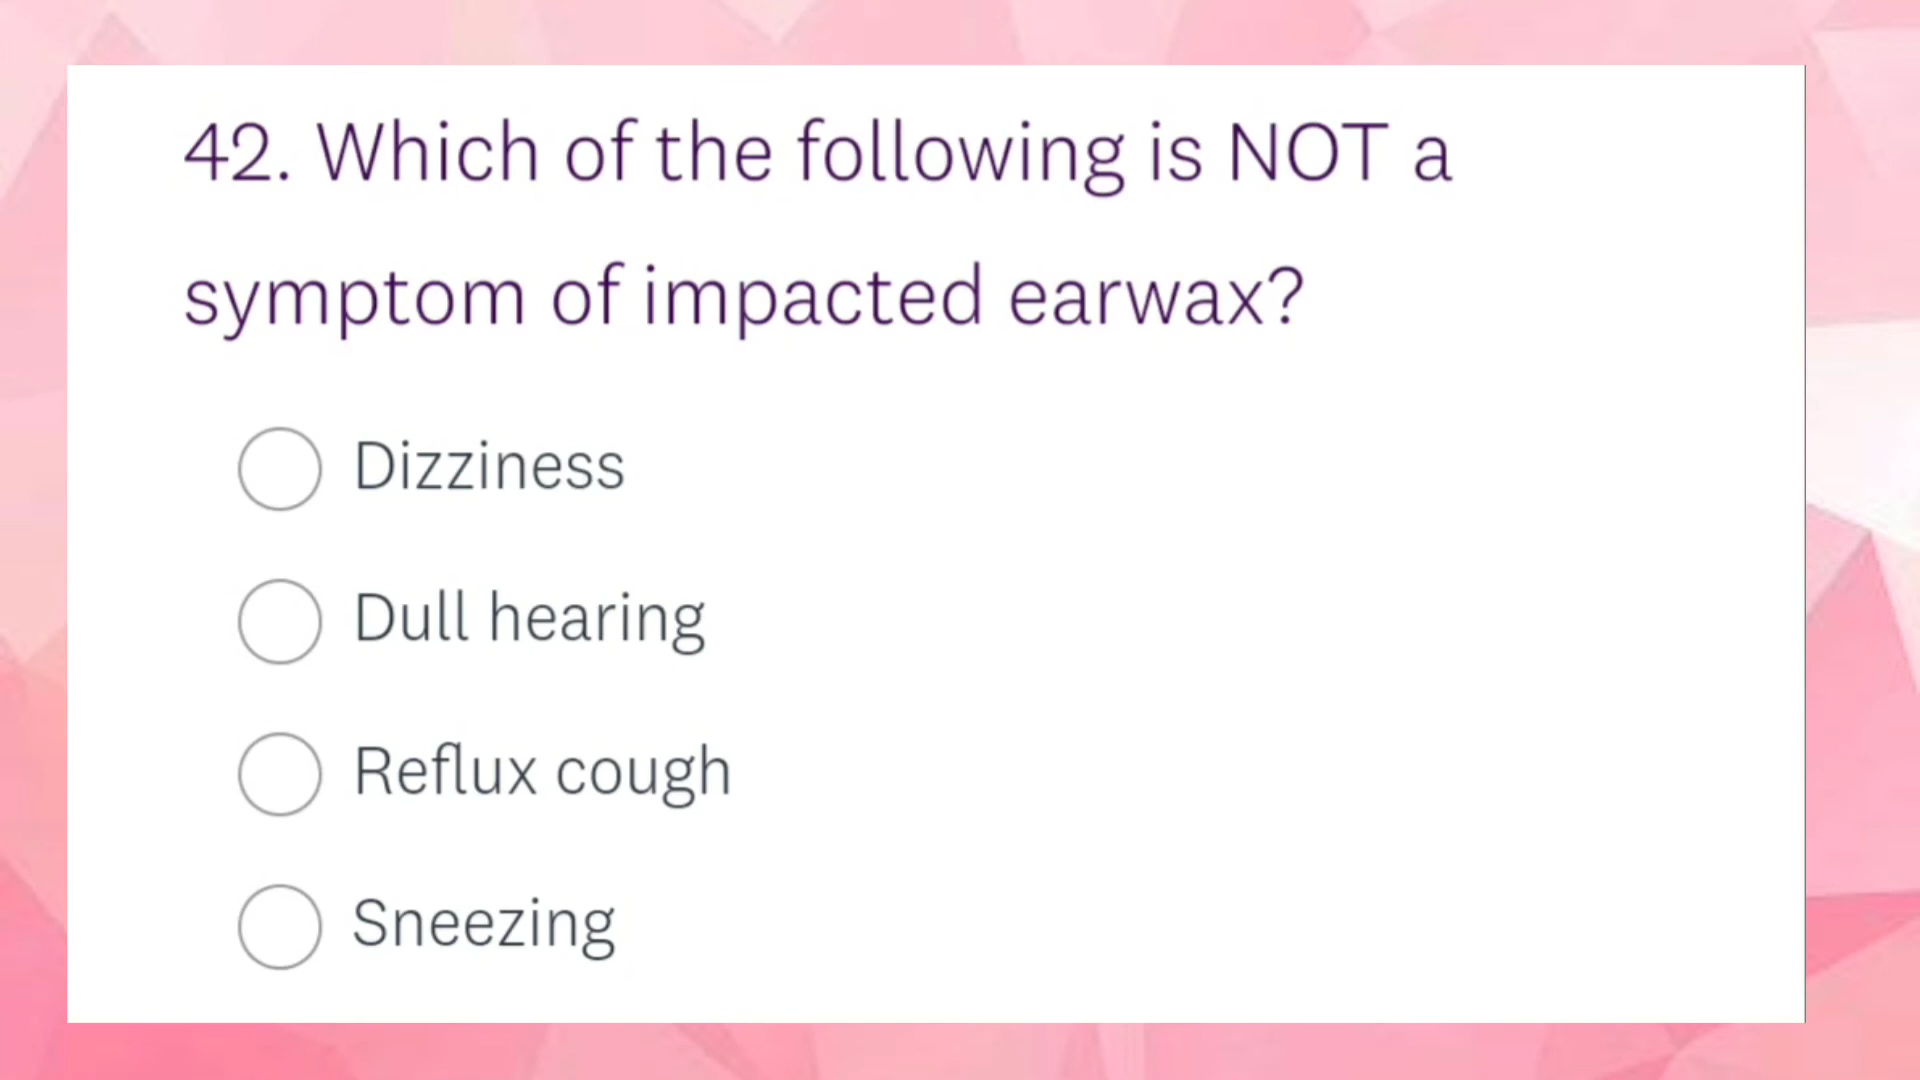 42. Which of the following is NOT a
symptom of impacted earwax?
Dizziness
Dull hearing
Reflux cough
Sneezing